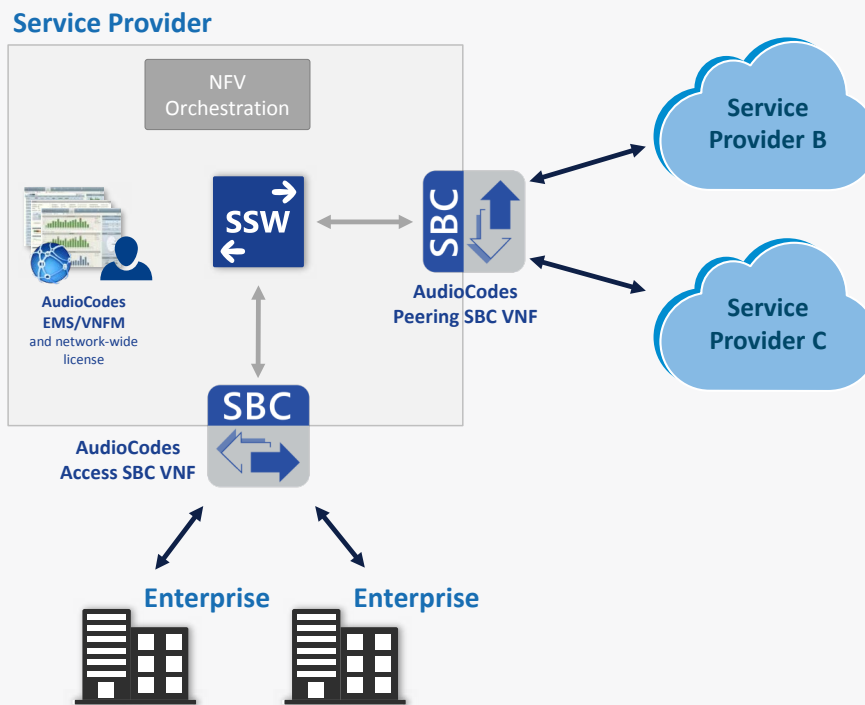 Service Provider
NFV
Orchestration
Service
Provider B
SSW
SBC
AudioCodes
EMS/VNFM
and network-wide
license
AudioCodes
Peering SBC VNF
Service
Provider C
SBC
AudioCodes
Access SBC VNF
Enterprise
Enterprise